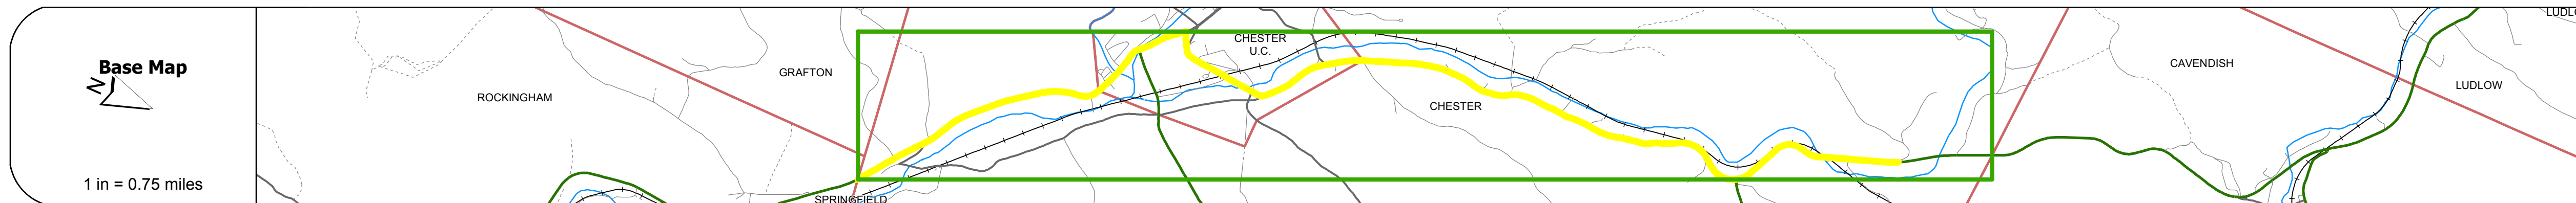 Base Map
N
1 in = 0.75 miles
ROCKINGHAM
GRAFTON
SPRINGFIELD
CHESTER
U.C.
CHESTER
CAVENDISH
LUDLOW